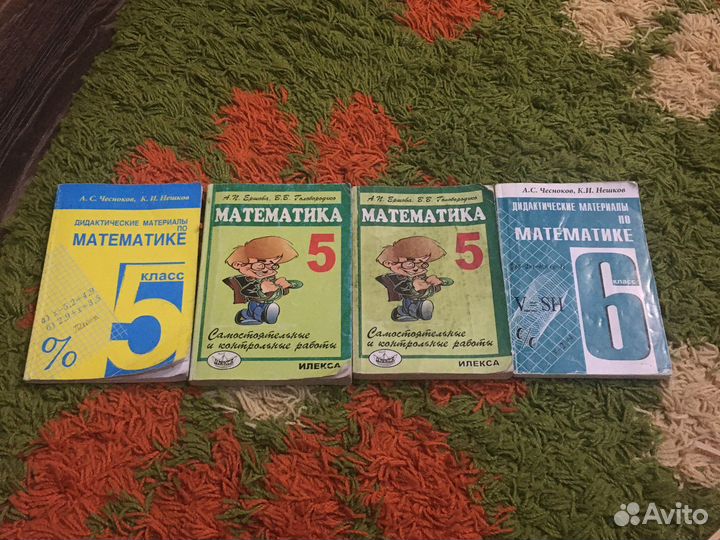 А.С. Чесноков, К.И. Нешков
ДИДАКТИЧЕСКИЕ МАТЕРИАЛЫ
ПО
МАТЕМАТИКЕ
5
КЛАСС
%
А.П. Ершова, В.В. Голобородько
МАТЕМАТИКА
5
Самостоятельные
и контрольные работы
ИЛЕКСА
А.П. Ершова, В.В. Голобородько
МАТЕМАТИКА
5
Самостоятельные
и контрольные работы
ИЛЕКСА
А.С. Чесноков, К.И. Нешков
ДИДАКТИЧЕСКИЕ МАТЕРИАЛЫ
ПО
МАТЕМАТИКЕ
6
КЛАСС
V=SH
%
Avito